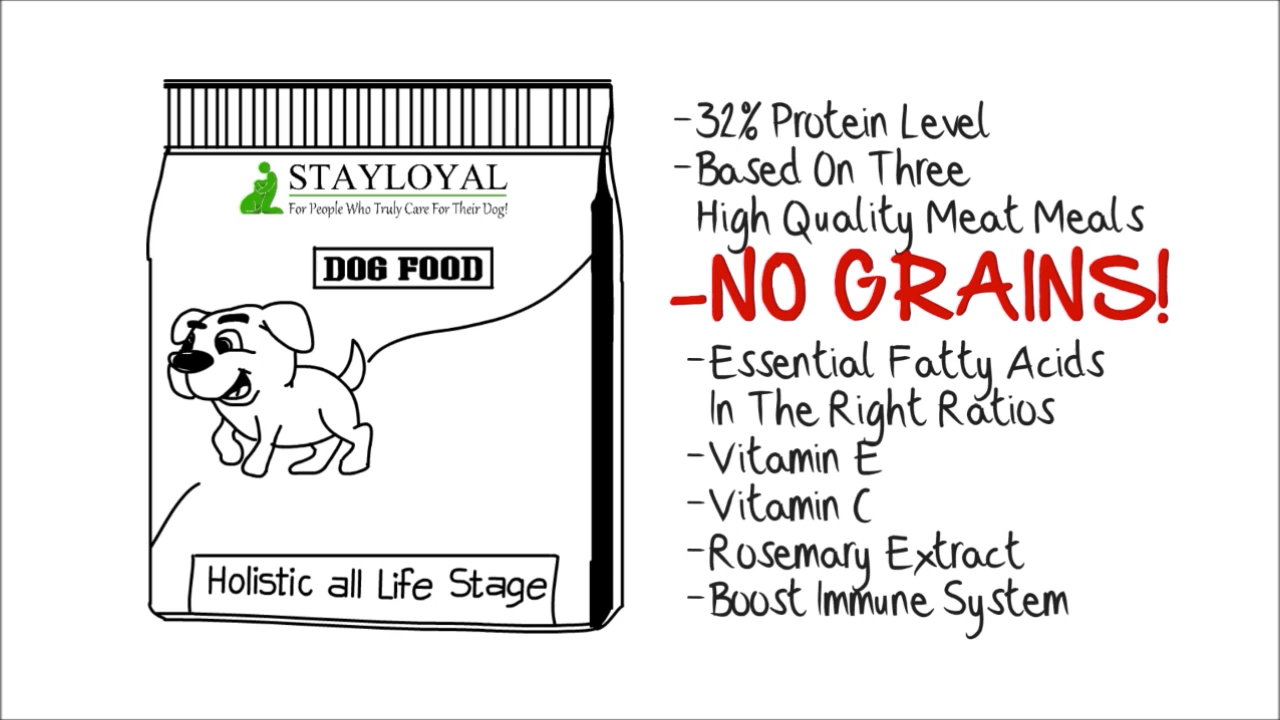 STAYLOYAL
For People Who Truly Care For Their Dog!
DOG FOOD
Holistic all Life Stage
-32% Protein Level
-Based On Three
High Quality Meat Meals
-NO GRAINS!
-Essential Fatty Acids
In The Right Ratios
-Vitamin E
-Vitamin C
-Rosemary Extract
-Boost Immune System